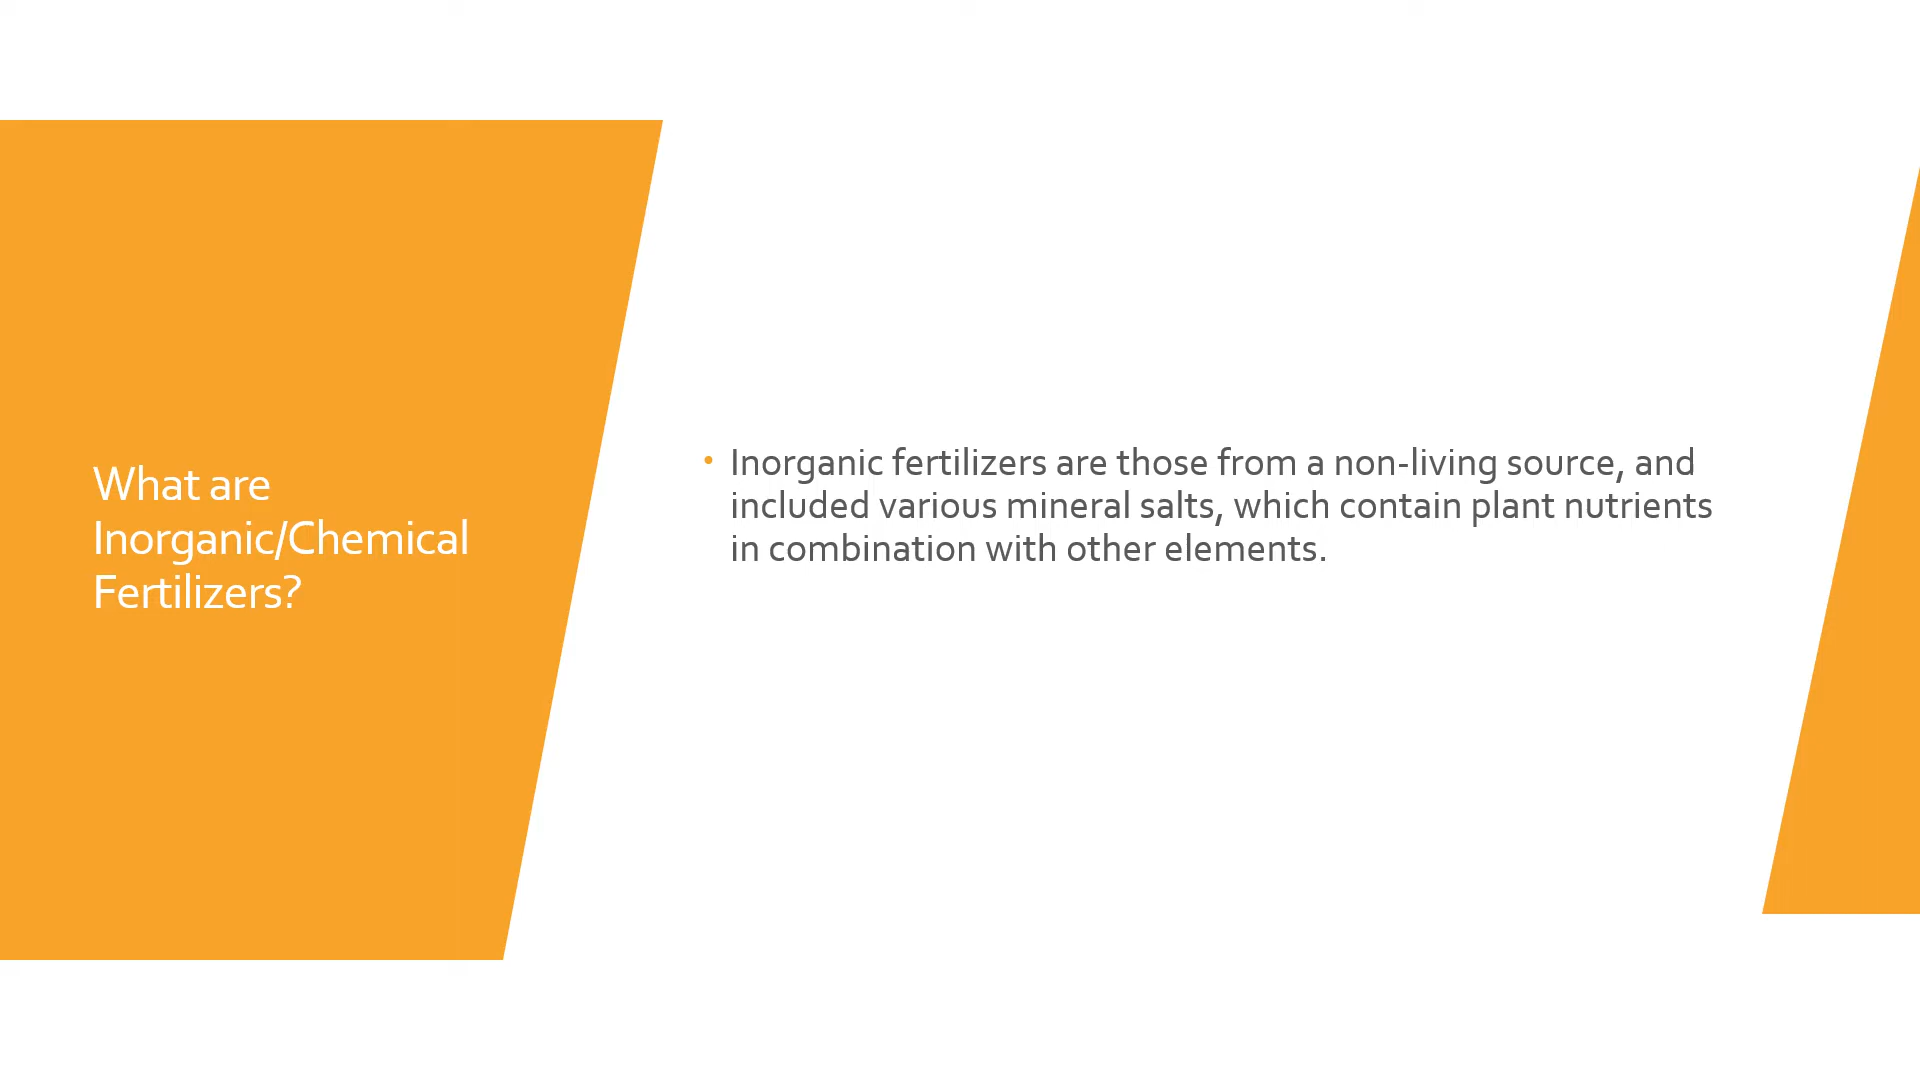 What are
Inorganic/Chemical
Fertilizers?
• Inorganic fertilizers are those from a non-living source, and
included various mineral salts, which contain plant nutrients
in combination with other elements.